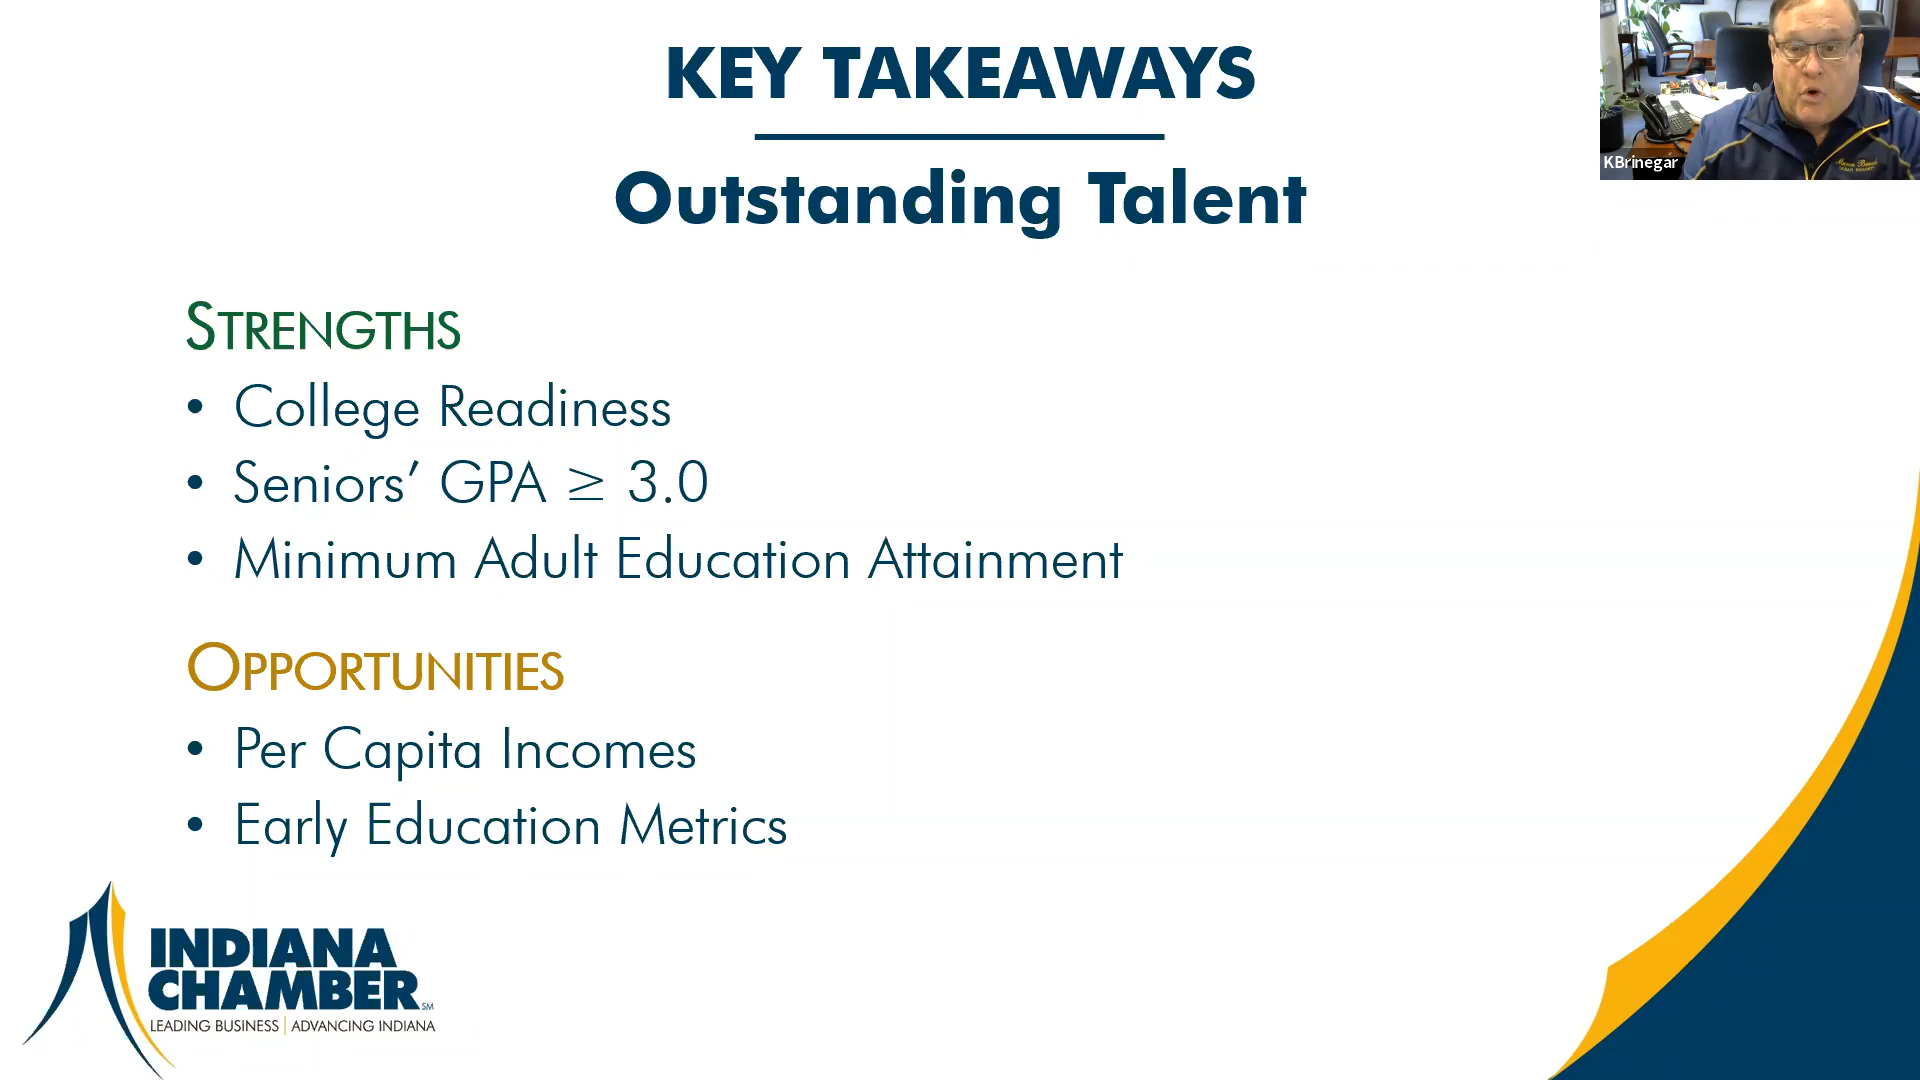 KEY TAKEAWAYS
Outstanding Talent
KBrinegar
STRENGTHS
• College Readiness
• Seniors’ GPA ≥ 3.0
• Minimum Adult Education Attainment
OPPORTUNITIES
• Per Capita Incomes
• Early Education Metrics
INDIANA
CHAMBER SM
LEADING BUSINESS | ADVANCING INDIANA